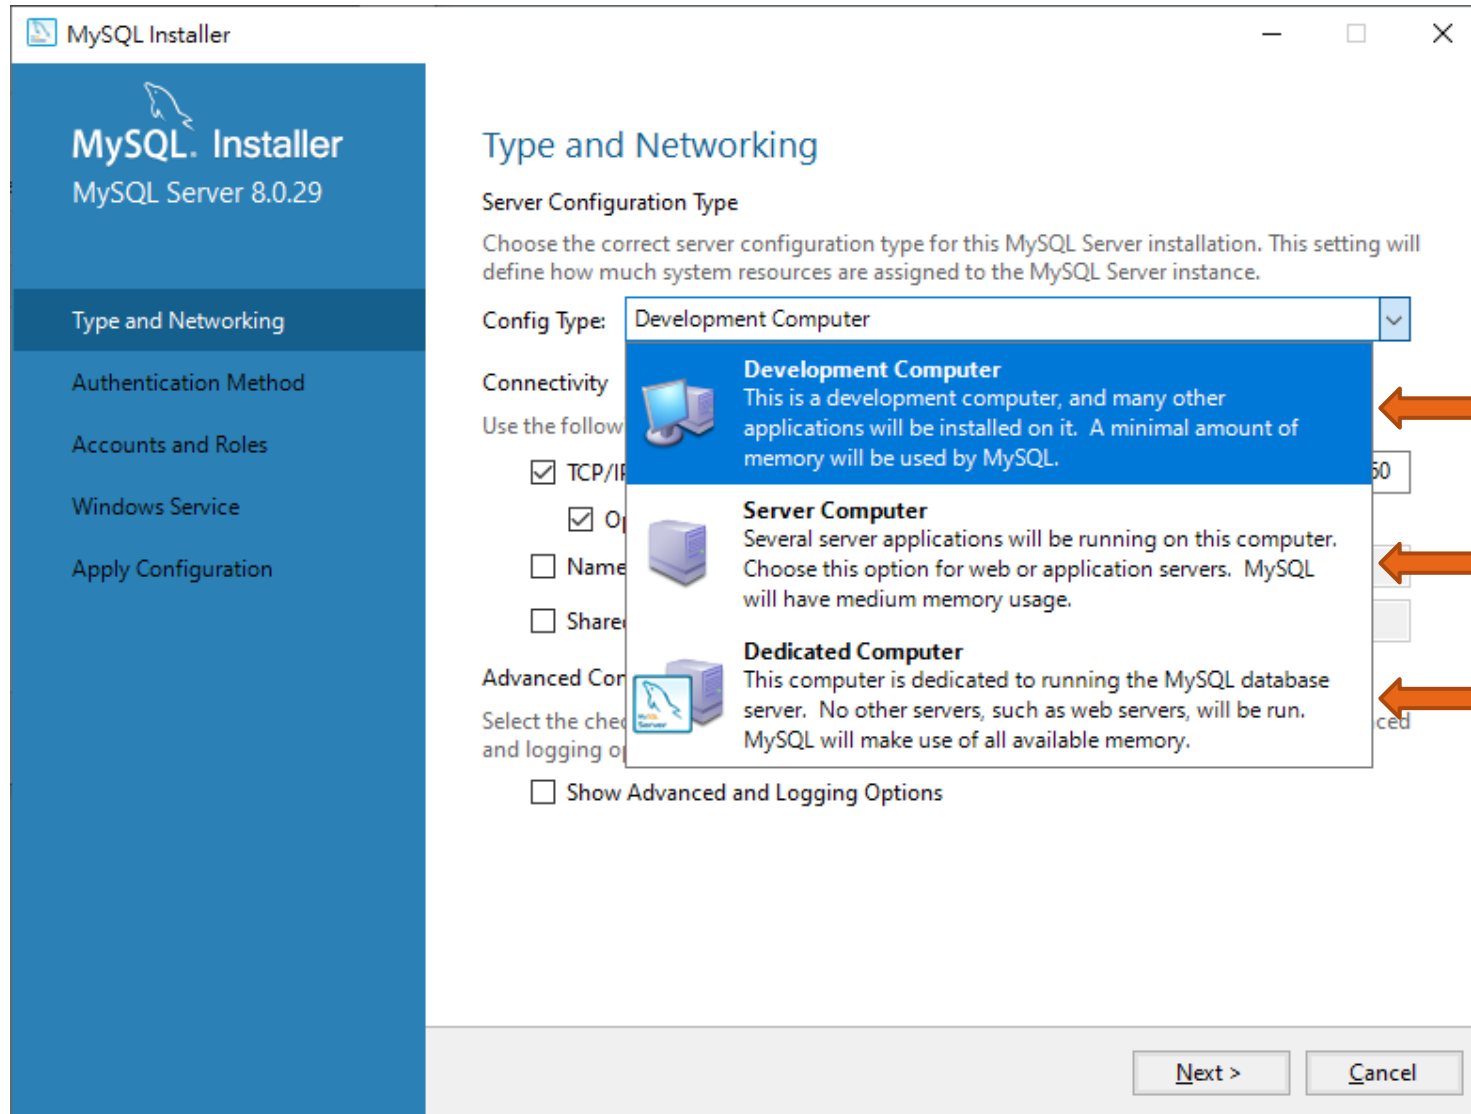 MySQL Installer
MySQL. Installer
MySQL Server 8.0.29
Type and Networking
Authentication Method
Accounts and Roles
Windows Service
Apply Configuration
Type and Networking
Server Configuration Type
Choose the correct server configuration type for this MySQL Server installation. This setting will
define how much system resources are assigned to the MySQL Server instance.
Config Type: Development Computer
Development Computer
This is a development computer, and many other
applications will be installed on it. A minimal amount of
memory will be used by MySQL.
Server Computer
Several server applications will be running on this computer.
Choose this option for web or application servers. MySQL
will have medium memory usage.
Dedicated Computer
This computer is dedicated to running the MySQL database
server. No other servers, such as web servers, will be run.
MySQL will make use of all available memory.
Connectivity
Use the follow
TCP/IP
Name
Share
Advanced Con
Select the chec
and logging op
Show Advanced and Logging Options
Next >
Cancel